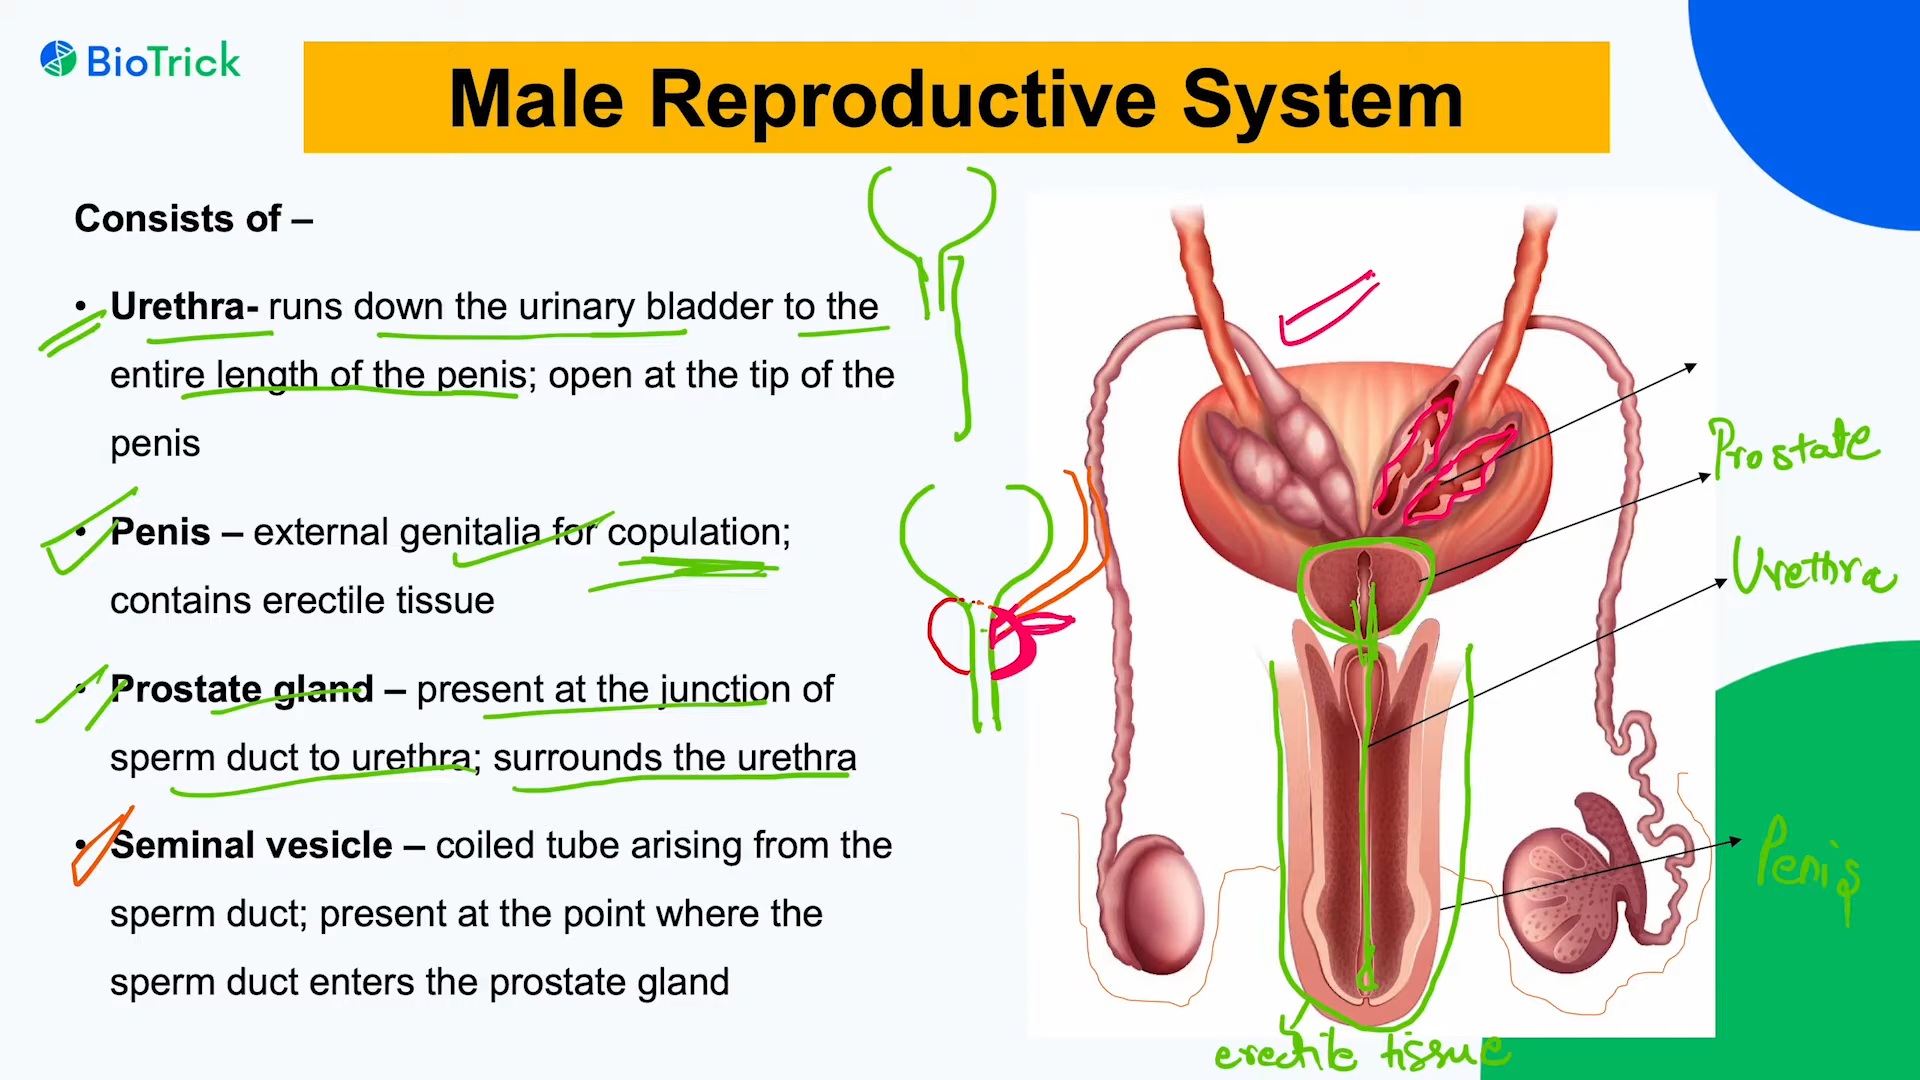 BioTrick
Male Reproductive System
Consists of –
• Urethra- runs down the urinary bladder to the
entire length of the penis; open at the tip of the
penis
• Penis – external genitalia for copulation;
contains erectile tissue
• Prostate gland – present at the junction of
sperm duct to urethra; surrounds the urethra
• Seminal vesicle – coiled tube arising from the
sperm duct; present at the point where the
sperm duct enters the prostate gland
Prostate
Urethra
Penis
erectile tissue